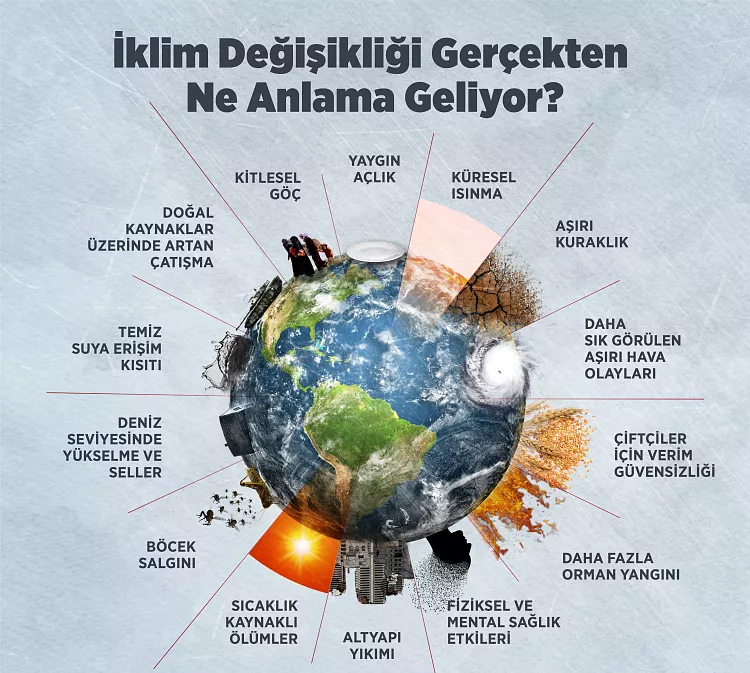 İklim Değişikliği Gerçekten
Ne Anlama Geliyor?
YAYGIN
AÇLIK
KÜRESEL
ISINMA
AŞIRI
KURAKLIK
DAHA
SIK GÖRÜLEN
AŞIRI HAVA
OLAYLARI
ÇİFTÇİLER
İÇİN VERİM
GÜVENSİZLİĞİ
DAHA FAZLA
ORMAN YANGINI
FİZİKSEL VE
MENTAL SAĞLIK
ETKİLERİ
ALTYAPI
YIKIMI
SICAKLIK
KAYNAKLI
ÖLÜMLER
BÖCEK
SALGINI
DENİZ
SEVİYESİNDE
YÜKSELME VE
SELLER
TEMİZ
SUYA ERİŞİM
KISITI
DOĞAL
KAYNAKLAR
ÜZERİNDE ARTAN
ÇATIŞMA
KİTLESEL
GÖÇ